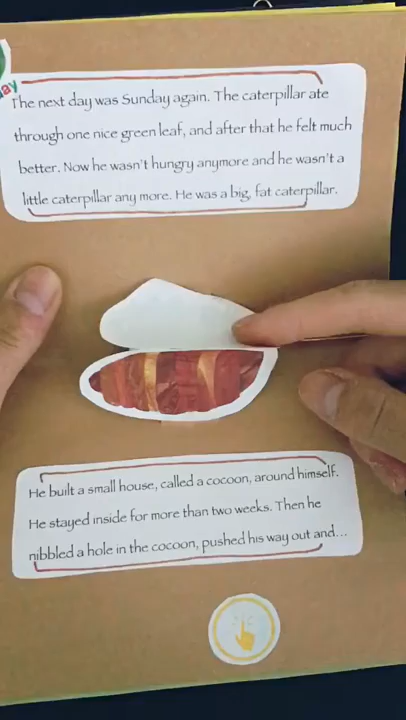 ay
The next day was Sunday again. The caterpillar ate
through one nice green leaf, and after that he felt much
better. Now he wasn't hungry anymore and he wasn't a
little caterpillar any more. He was a big, fat caterpillar.
He built a small house, called a cocoon, around himself.
He stayed inside for more than two weeks. Then he
nibbled a hole in the cocoon, pushed his way out and...